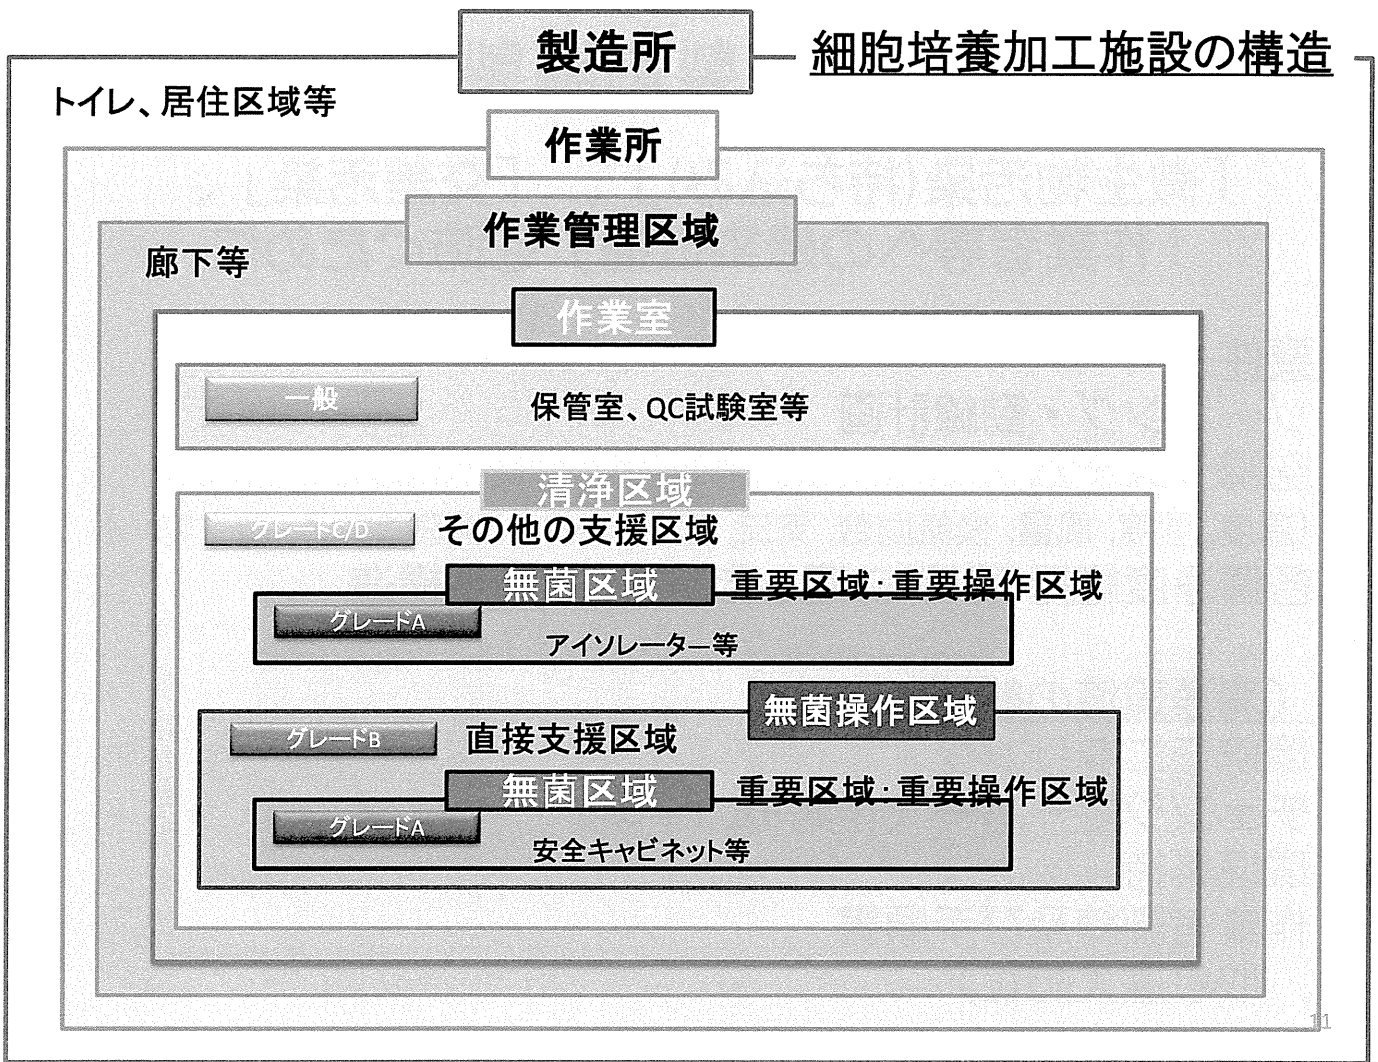 製造所
細胞培養加工施設の構造
トイレ、居住区域等
作業所
作業管理区域
廊下等
作業室
一般
保管室、QC試験室等
清浄区域
グレードC/D
その他の支援区域
無菌区域
重要区域:重要操作区域
グレードA
アイソレーター等
無菌操作区域
グレードB
直接支援区域
無菌区域
重要区域:重要操作区域
グレードA
安全キャビネット等
11